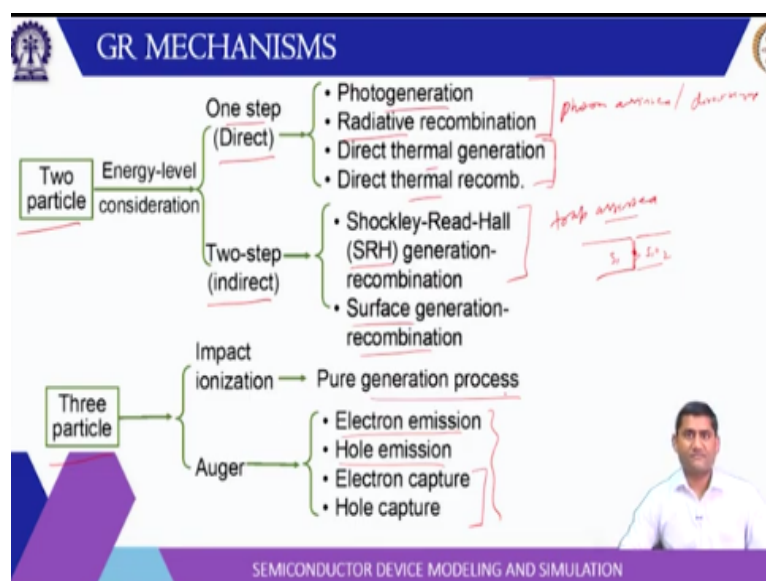 GR MECHANISMS
One step
(Direct)
• Photogeneration
• Radiative recombination
• Direct thermal generation
• Direct thermal recomb.
Two
particle
Energy-level
consideration
Two-step
(indirect)
• Shockley-Read-Hall
(SRH) generation-
recombination
• Surface generation-
recombination
Impact
ionization
Pure generation process
Three
particle
Auger
• Electron emission
• Hole emission
• Electron capture
• Hole capture
SEMICONDUCTOR DEVICE MODELING AND SIMULATION